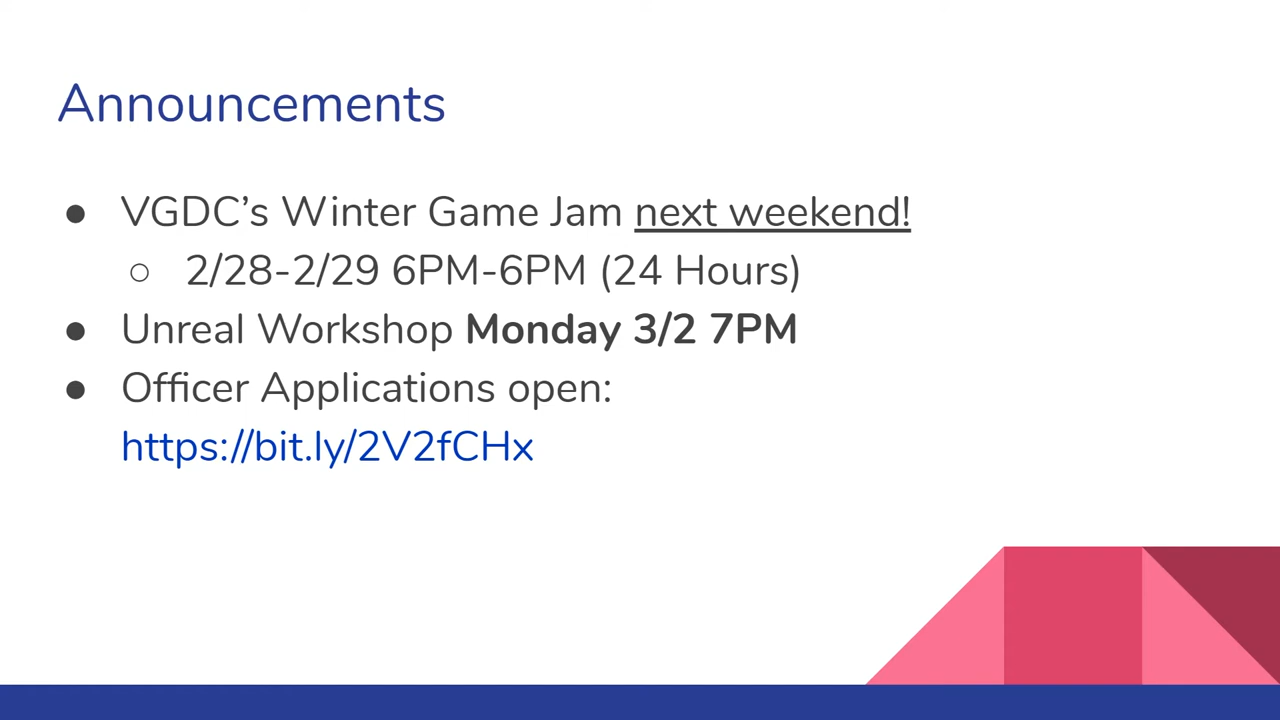 Announcements
● VGDC’s Winter Game Jam next weekend!
○ 2/28-2/29 6PM-6PM (24 Hours)
● Unreal Workshop Monday 3/2 7PM
● Officer Applications open:
https://bit.ly/2V2fCHx